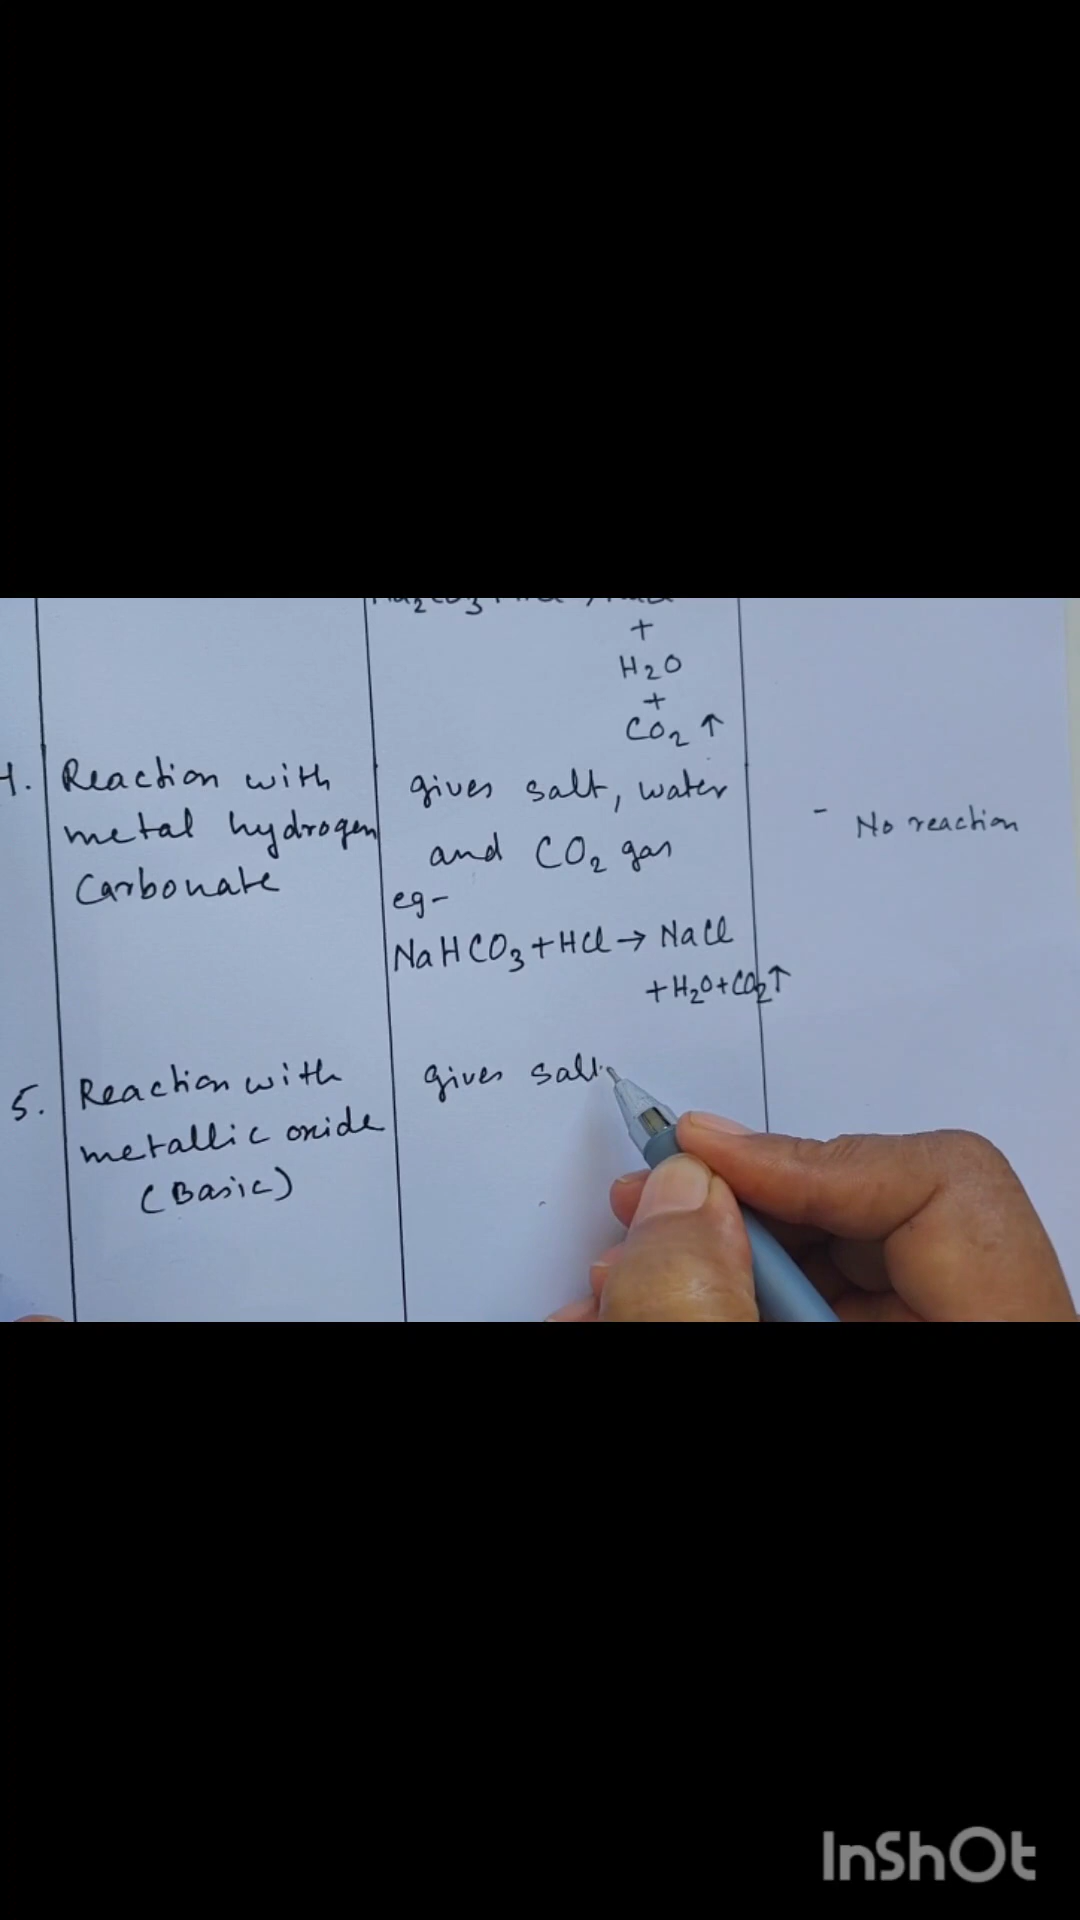 +
H2O
+
CO2 ↑
4. Reaction with
metal hydrogen
Carbonate
gives salt, water
and CO2 gas
eg-
NaHCO3 + HCl → NaCl
+ H2O + CO2 ↑
- No reaction
5. Reaction with
metallic oxide
(Basic)
gives salt
InShOt